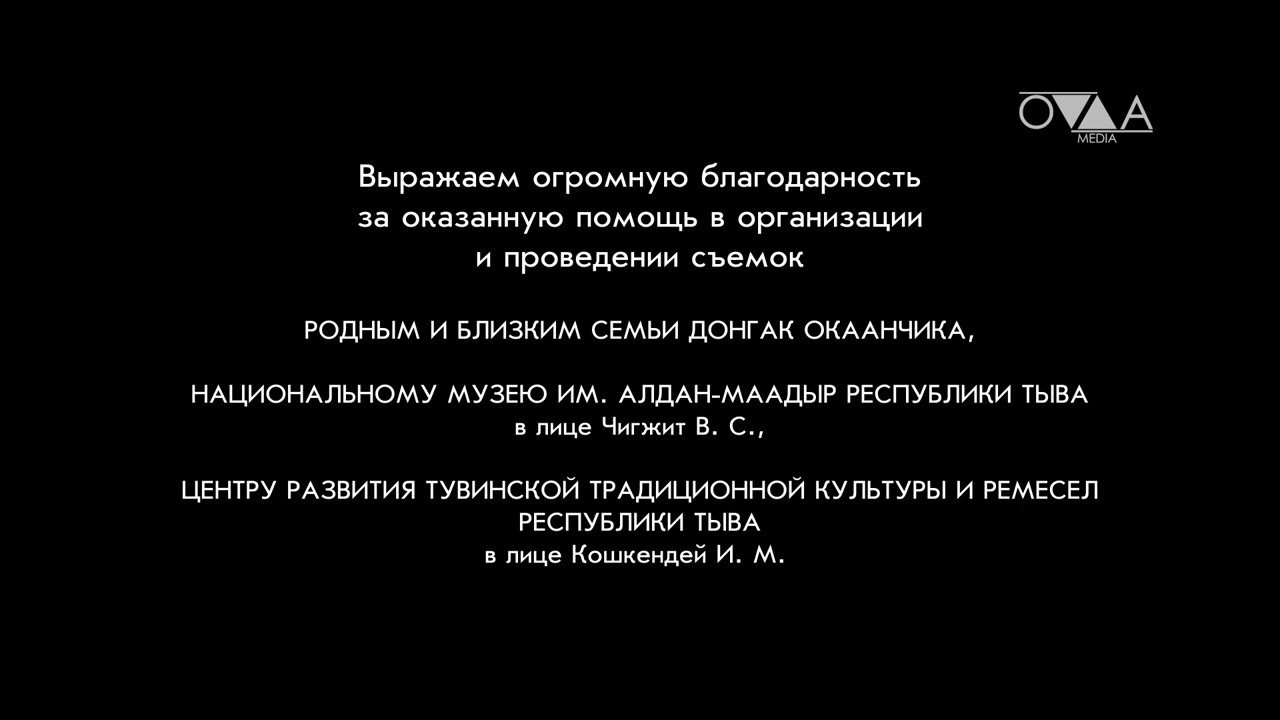 OVAA
MEDIA
Выражаем огромную благодарность
за оказанную помощь в организации
и проведении съемок
РОДНЫМ И БЛИЗКИМ СЕМЬИ ДОНГАК ОКААНЧИКА,
НАЦИОНАЛЬНОМУ МУЗЕЮ ИМ. АЛДАН-МААДЫР РЕСПУБЛИКИ ТЫВА
в лице Чигжит В. С.,
ЦЕНТРУ РАЗВИТИЯ ТУВИНСКОЙ ТРАДИЦИОННОЙ КУЛЬТУРЫ И РЕМЕСЕЛ
РЕСПУБЛИКИ ТЫВА
в лице Кошкендей И. М.